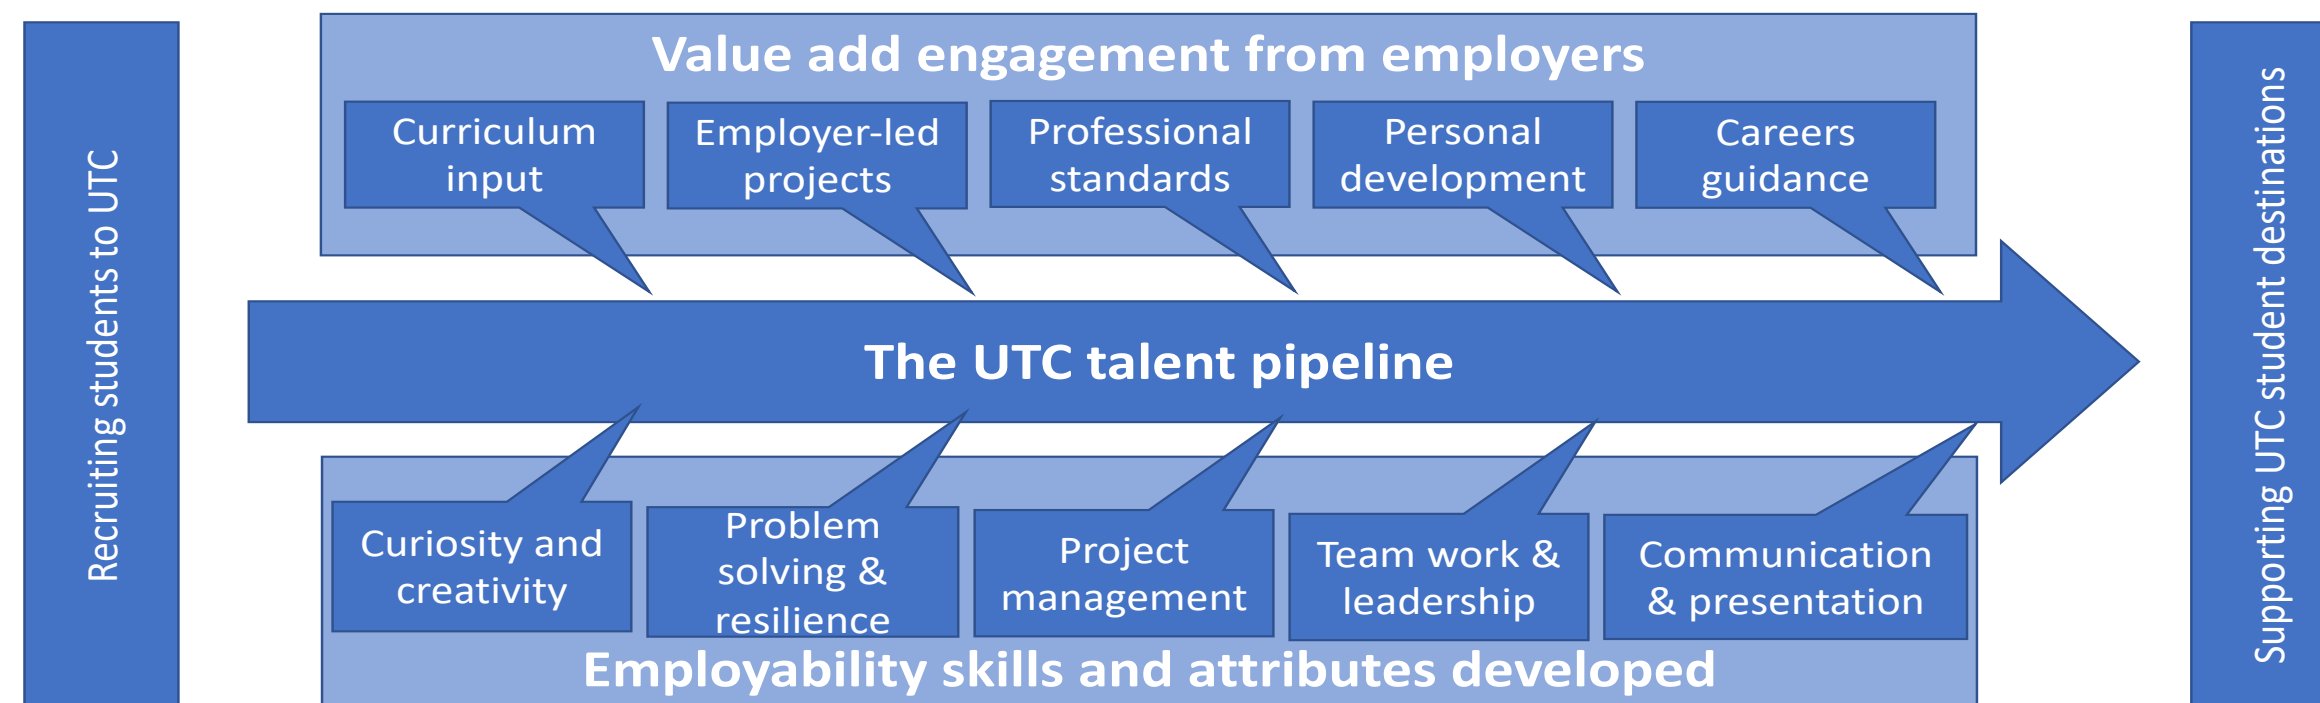 Recruiting students to UTC
Value add engagement from employers
Curriculum
input
Employer-led
projects
Professional
standards
Personal
development
Careers
guidance
The UTC talent pipeline
Curiosity and
creativity
Problem
solving &
resilience
Project
management
Team work &
leadership
Communication
& presentation
Employability skills and attributes developed
Supporting UTC student destinations